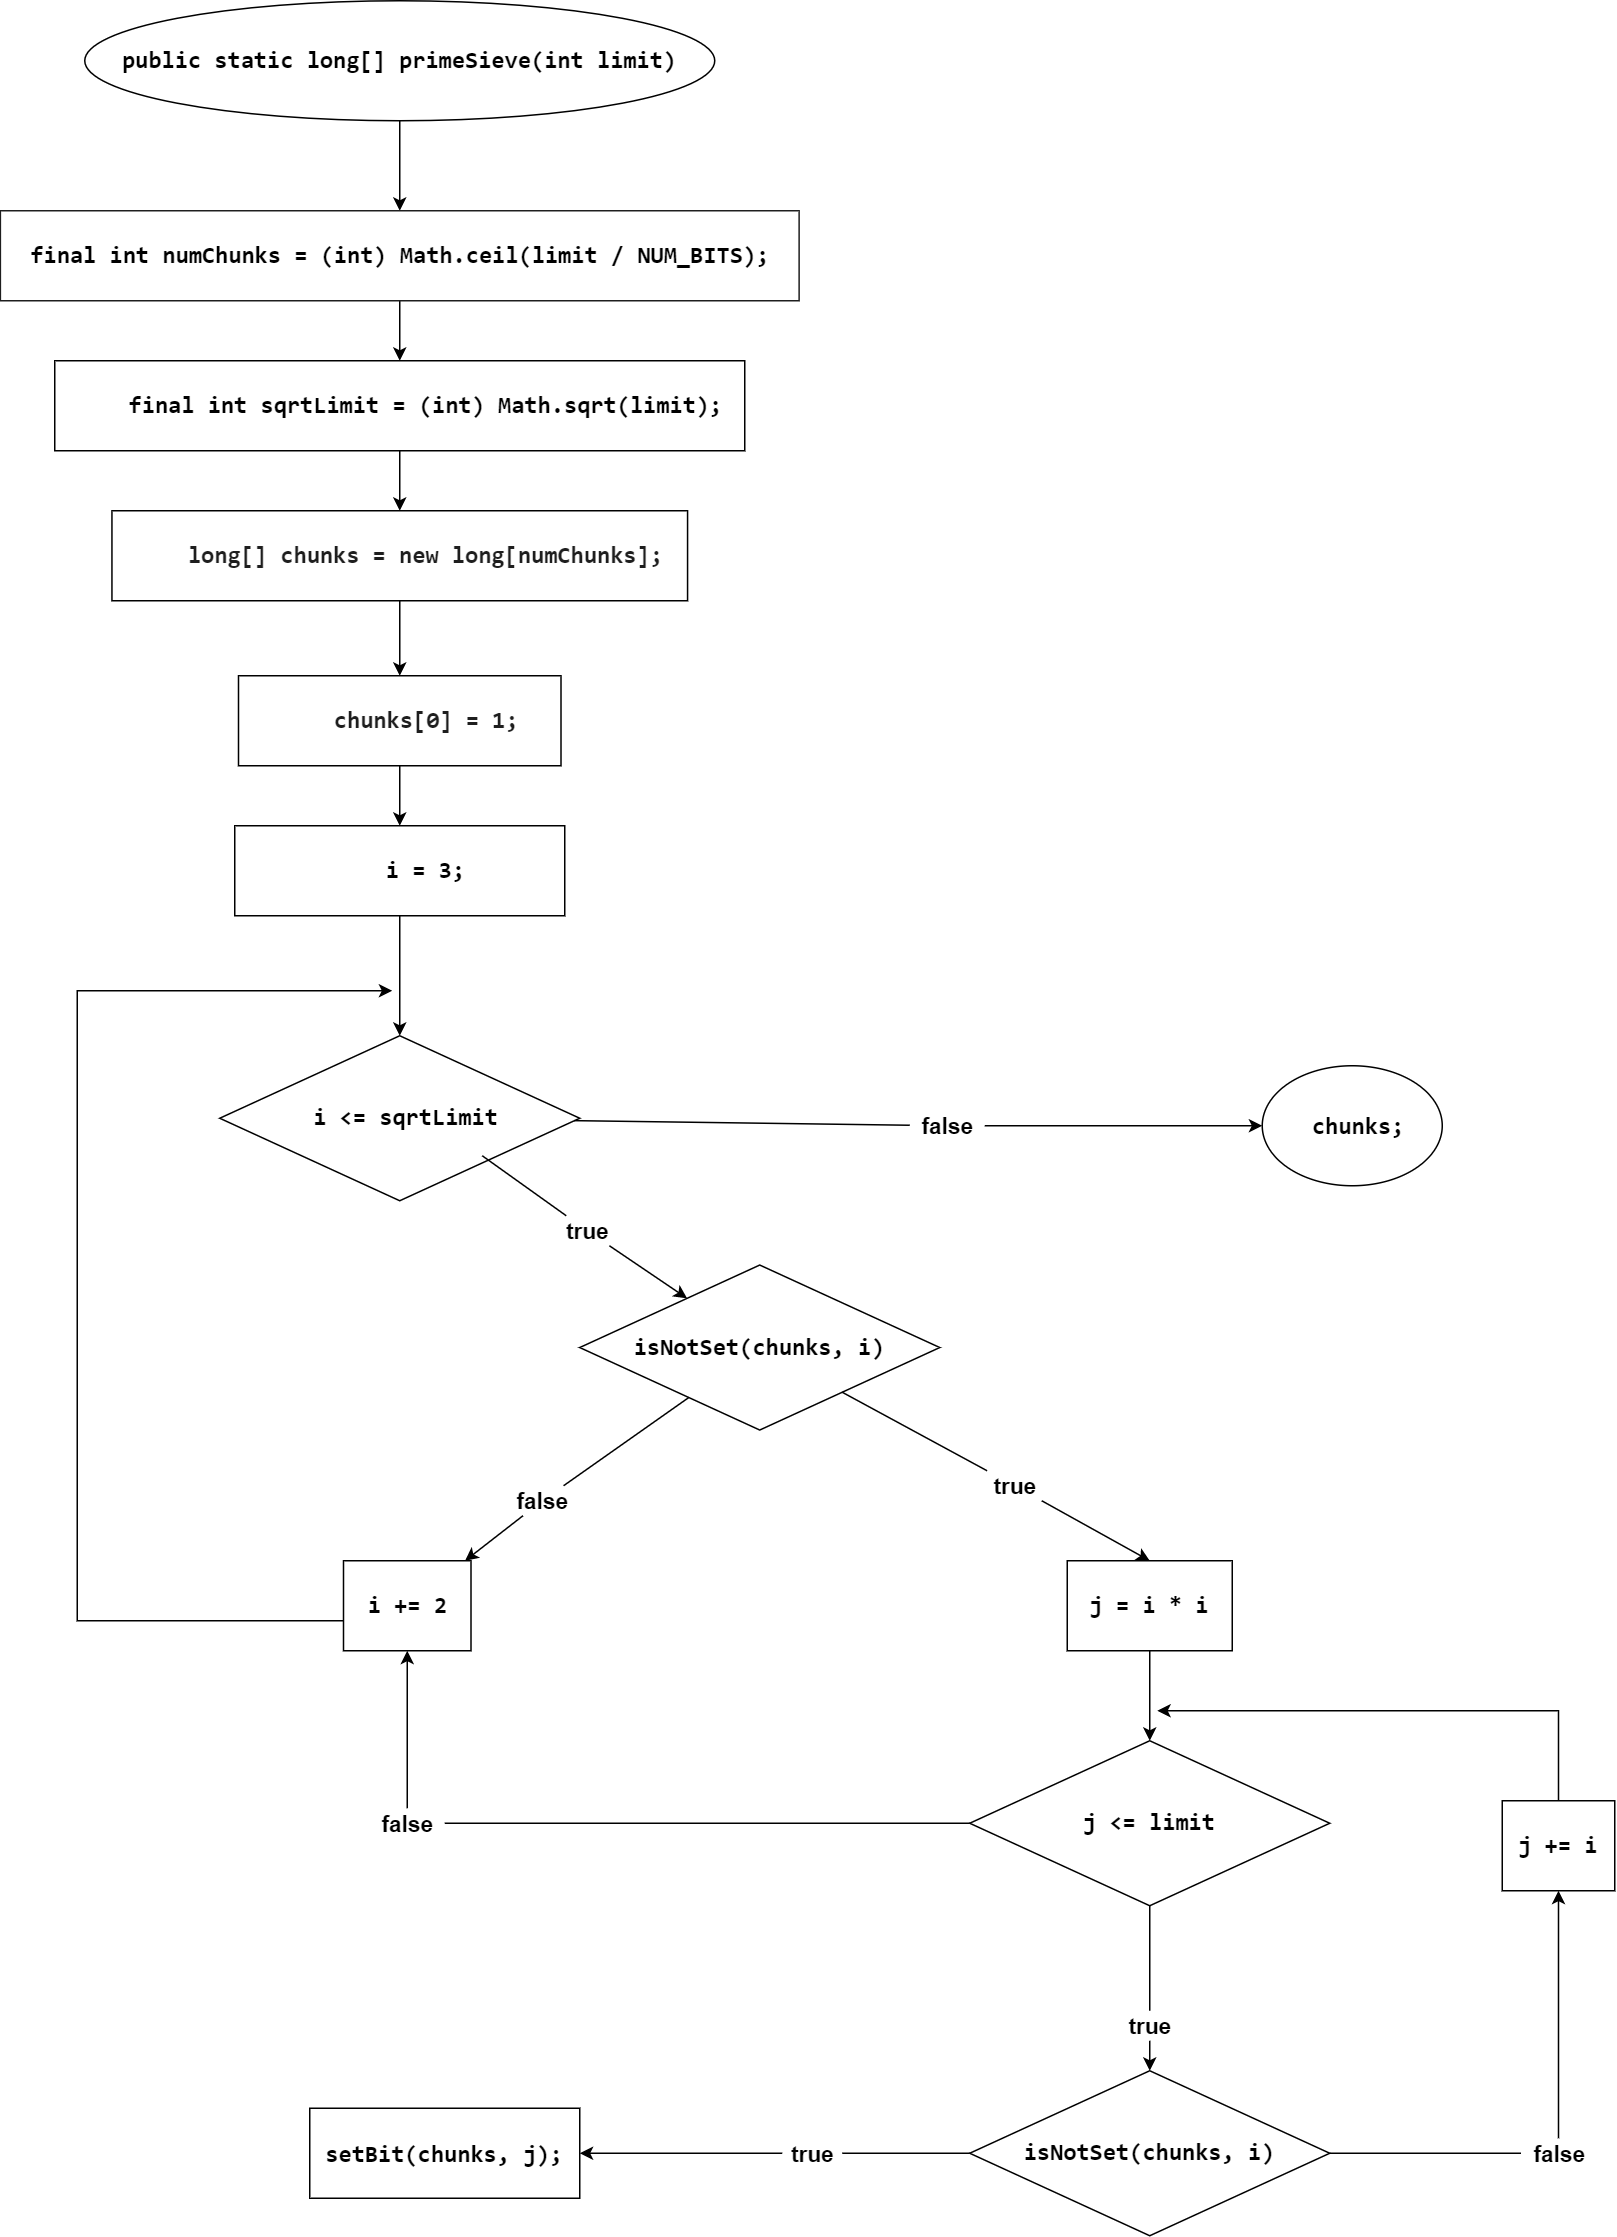 public static long[] primeSieve(int limit)
final int numChunks = (int) Math.ceil(limit / NUM_BITS);
final int sqrtLimit = (int) Math.sqrt(limit);
long[] chunks = new long[numChunks];
chunks[0] = 1;
i = 3;
i <= sqrtLimit
false
chunks;
true
isNotSet(chunks, i)
true
false
i += 2
j = i * i
false
j <= limit
j += i
true
setBit(chunks, j);
true
isNotSet(chunks, i)
false